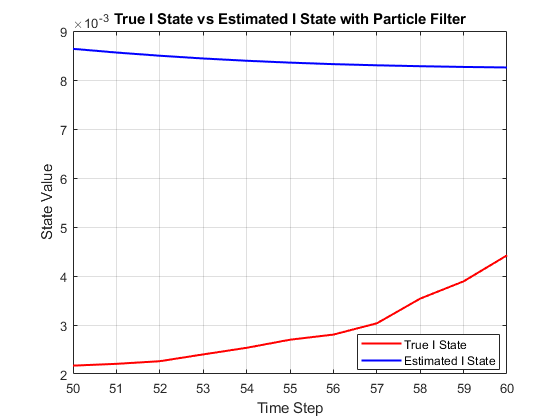 True I State vs Estimated I State with Particle Filter
×10⁻³
9
8
7
6
5
4
3
2
State Value
50 51 52 53 54 55 56 57 58 59 60
Time Step
True I State
Estimated I State